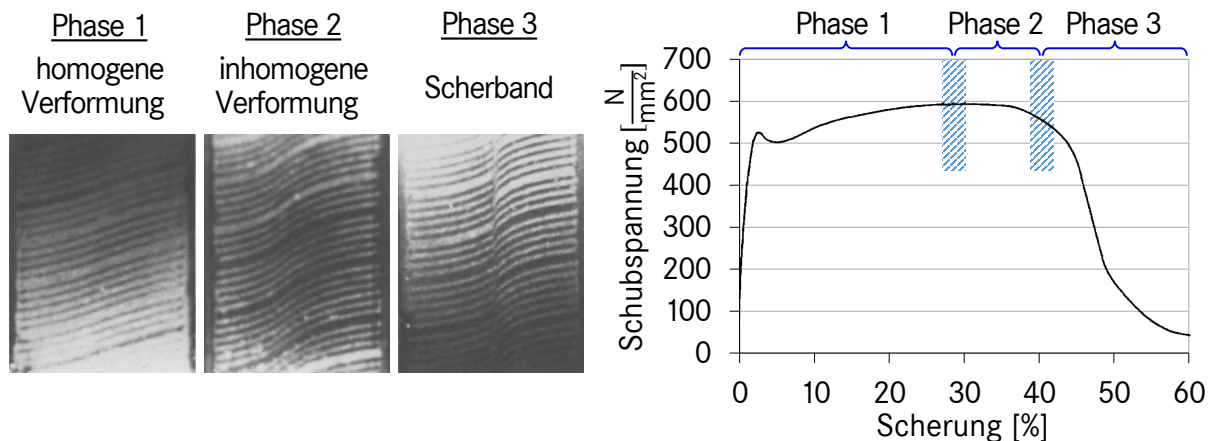 Phase 1
homogene
Verformung
Phase 2
inhomogene
Verformung
Phase 3
Scherband
Phase 1 Phase 2 Phase 3
Schubspannung [N/mm²]
700
600
500
400
300
200
100
0
0 10 20 30 40 50 60
Scherung [%]